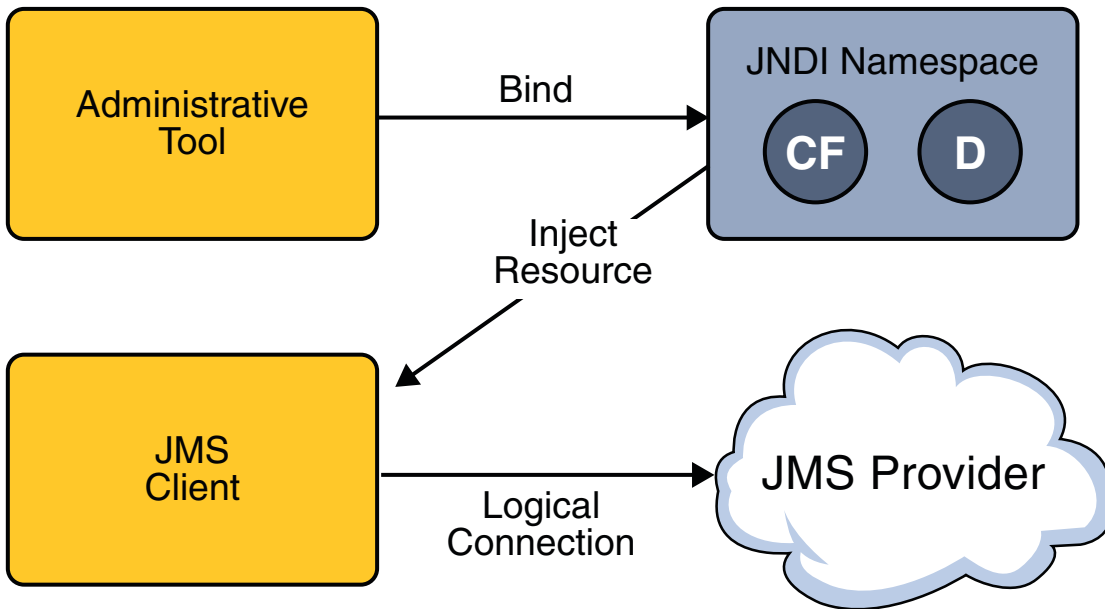 Administrative
Tool
Bind
JNDI Namespace
CF
D
Inject
Resource
JMS
Client
Logical
Connection
JMS Provider